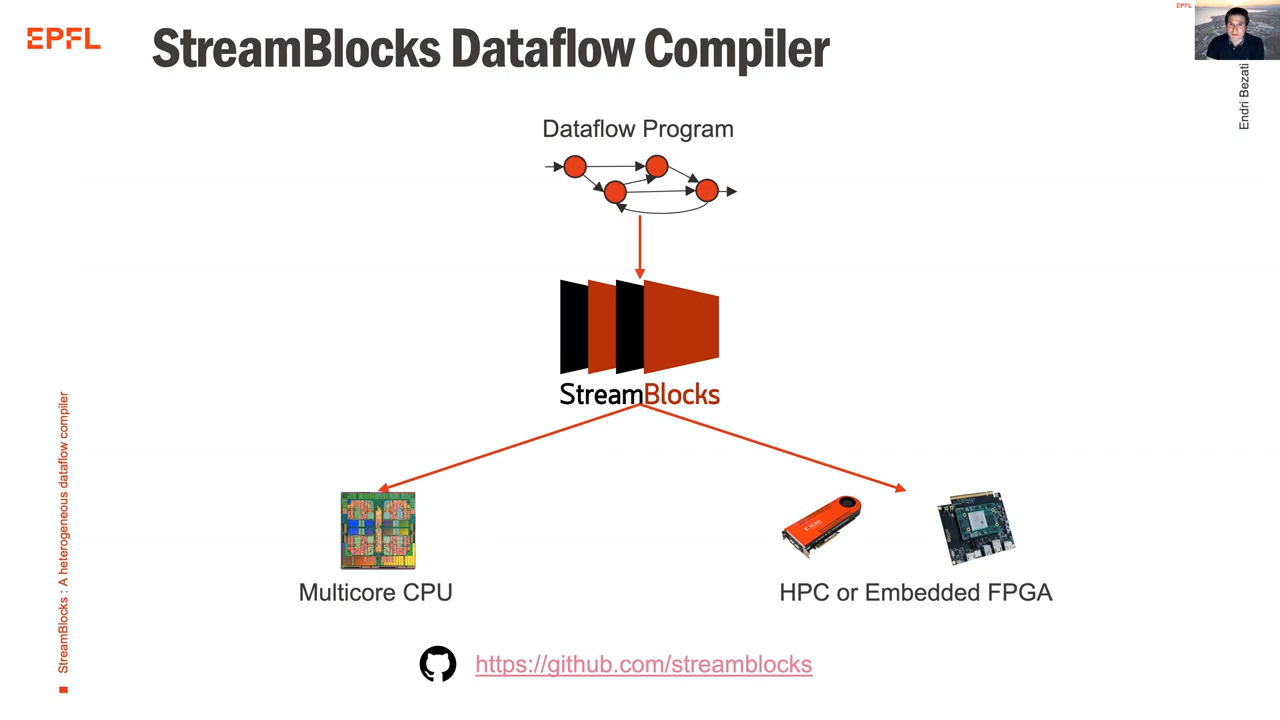 EPFL
StreamBlocks Dataflow Compiler
EPFL
Endri Bezati
Dataflow Program
StreamBlocks
Multicore CPU
HPC or Embedded FPGA
https://github.com/streamblocks
StreamBlocks : A heterogeneous dataflow compiler